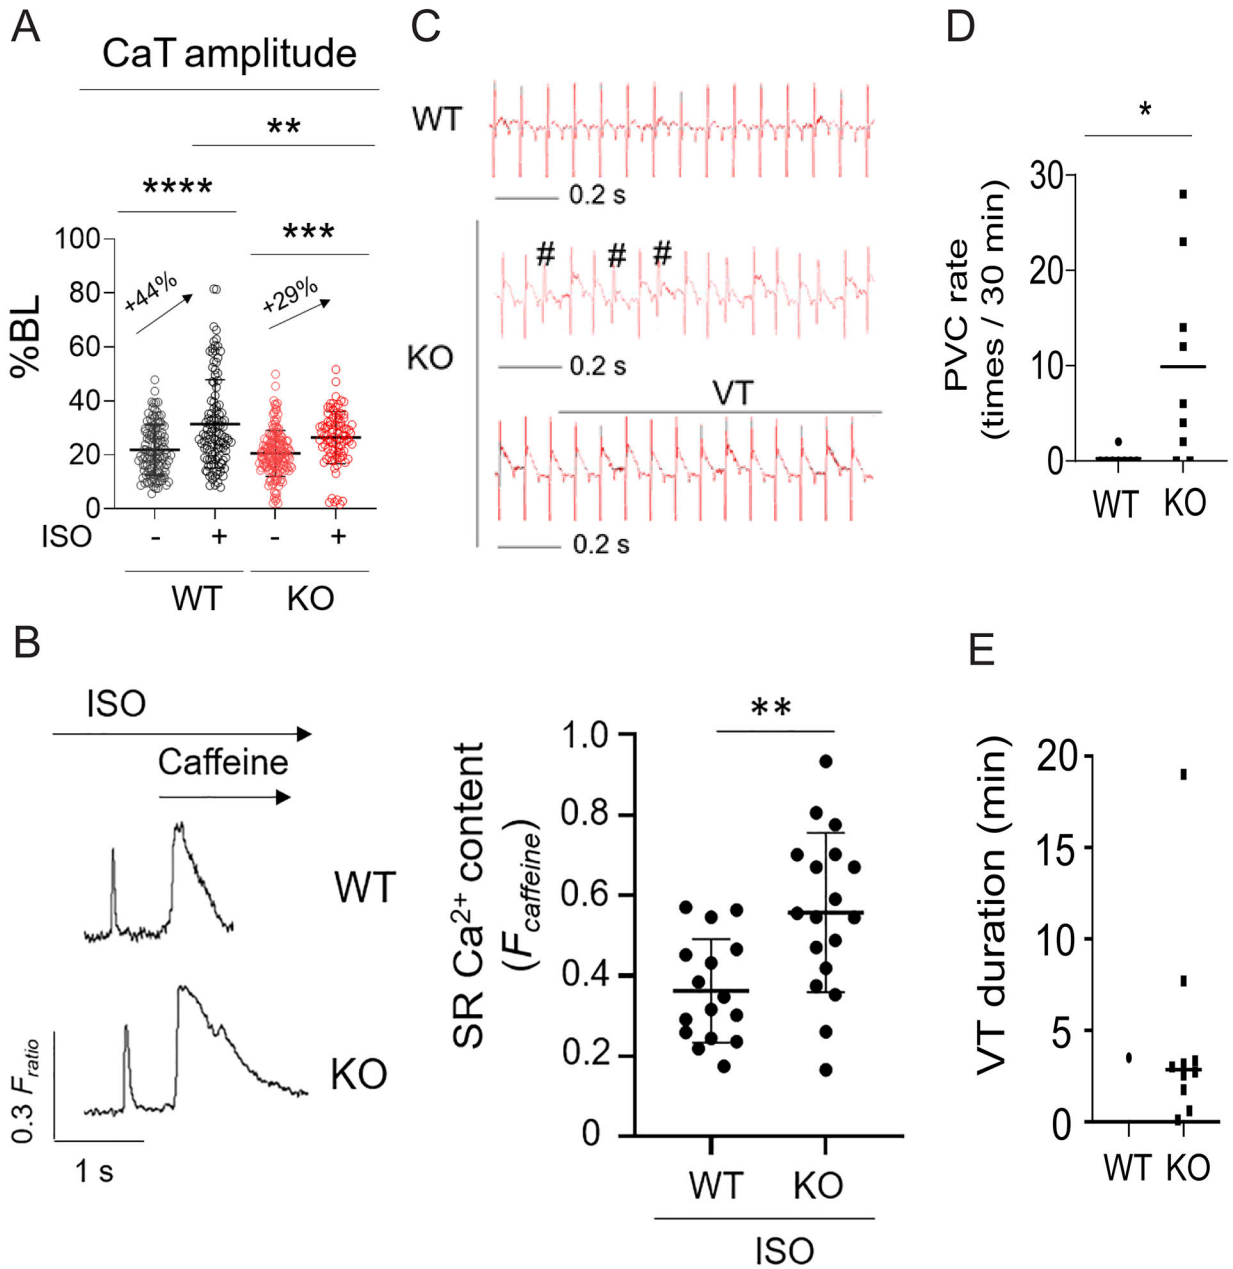 A
CaT amplitude
**
****
***
+44%
+29%
%BL
100
80
60
40
20
0
ISO
- + - +
WT KO
B
ISO
Caffeine
WT
KO
0.3 Fratio
1 s
SR Ca2+ content
(Fcaffeine)
**
1.0
0.8
0.6
0.4
0.2
0
WT KO
ISO
C
WT
0.2 s
KO
# # #
0.2 s
VT
0.2 s
D
*
PVC rate
(times / 30 min)
30
20
10
0
WT KO
E
VT duration (min)
20
15
10
5
0
WT KO